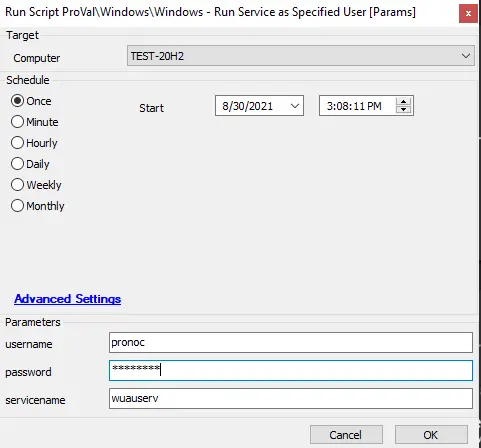 Run Script ProVal\Windows\Windows - Run Service as Specified User [Params] x
Target
Computer TEST-20H2
Schedule
Once Start 8/30/2021 3:08:11 PM
Minute
Hourly
Daily
Weekly
Monthly
Advanced Settings
Parameters
username pronoc
password ********
servicename wuauserv
Cancel OK